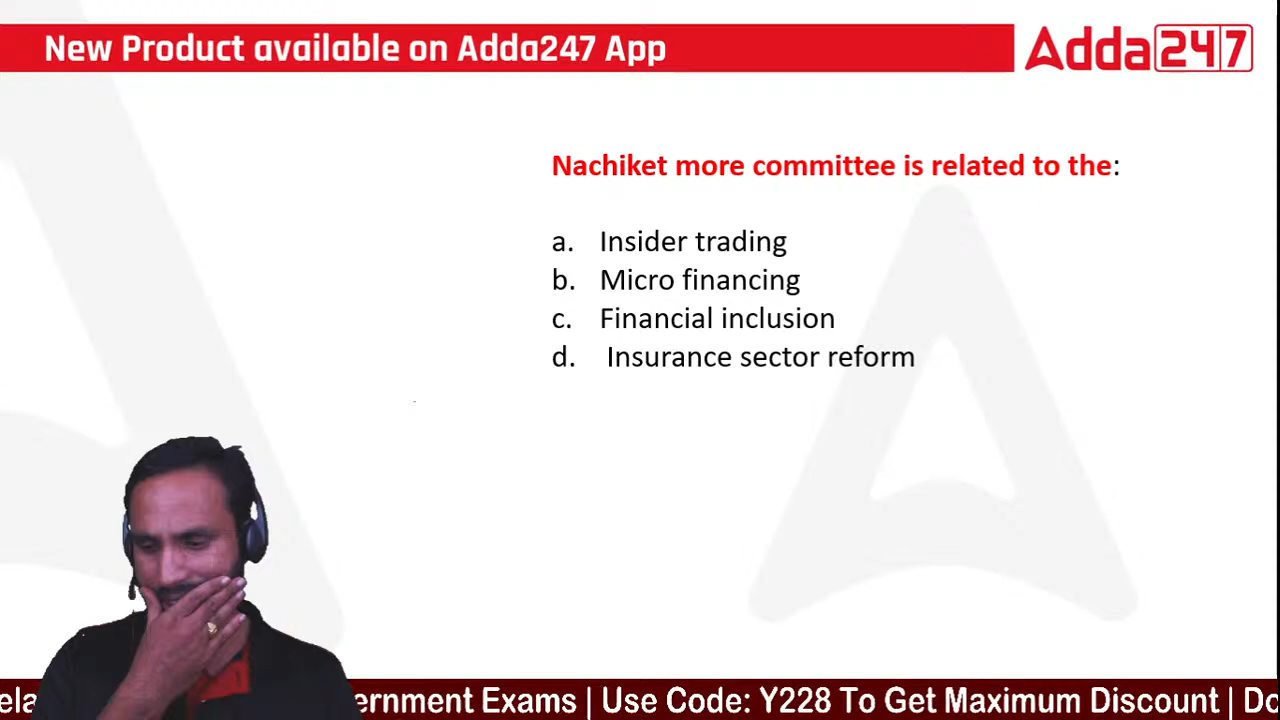 New Product available on Adda247 App
Adda247
Nachiket more committee is related to the:
a. Insider trading
b. Micro financing
c. Financial inclusion
d. Insurance sector reform
Exams | Use Code: Y228 To Get Maximum Discount |